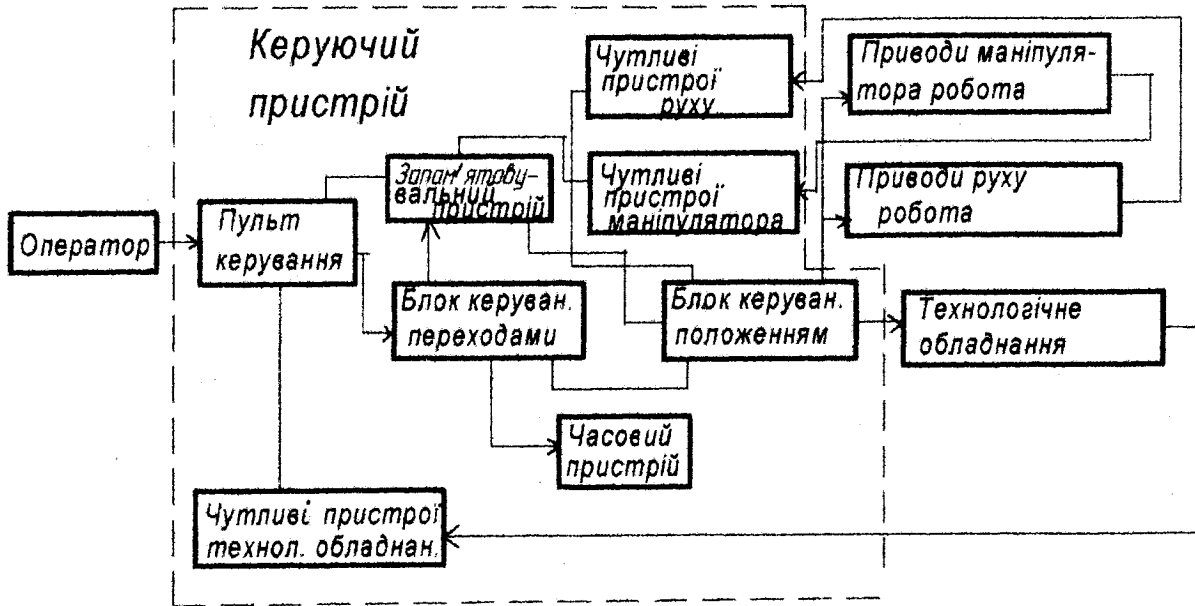 Керуючий
пристрій
Чутливі
пристрої
руху
Приводи маніпуля-
тора робота
Запам'ятову-
вальний
пристрій
Чутливі
пристрої
маніпулятора
Приводи руху
робота
Оператор
Пульт
керування
Блок керуван.
переходами
Блок керуван.
положенням
Технологічне
обладнання
Часовий
пристрій
Чутливі пристрої
технол. обладнан.